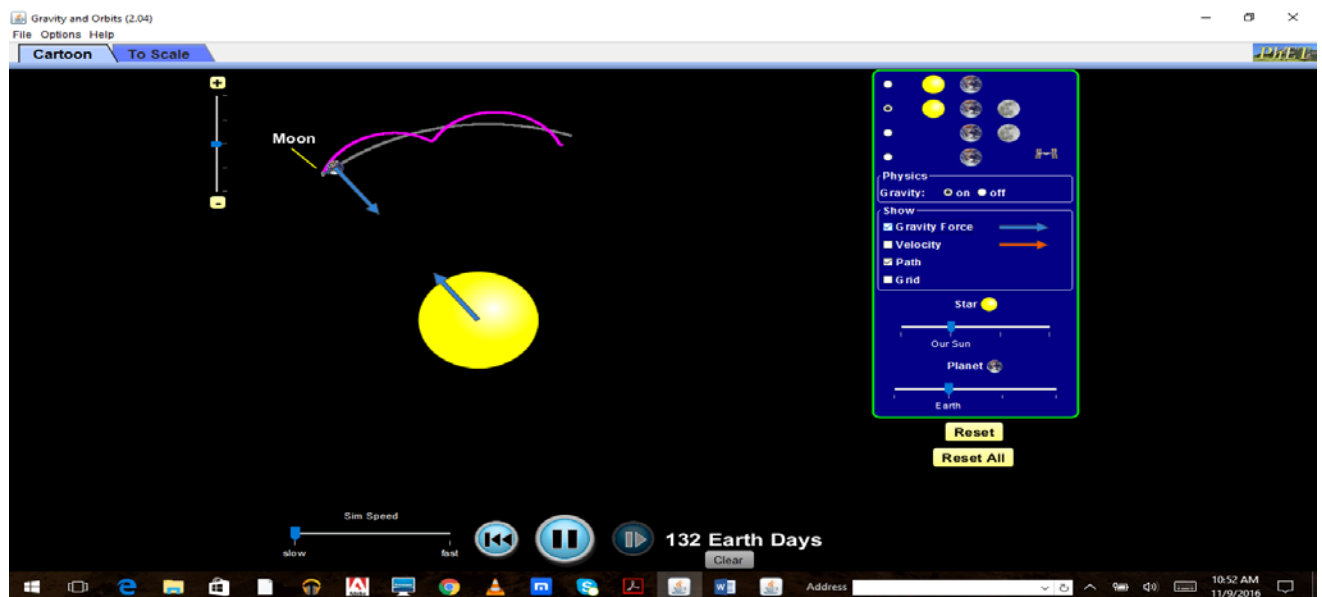 Gravity and Orbits (2.04)
File Options Help
Cartoon To Scale
PhET
Moon
Physics
Gravity: on off
Show
Gravity Force
Velocity
Path
Grid
Star
Our Sun
Planet
Earth
Reset
Reset All
Sim Speed
slow fast
132 Earth Days
Clear
Address
10:52 AM
11/9/2016